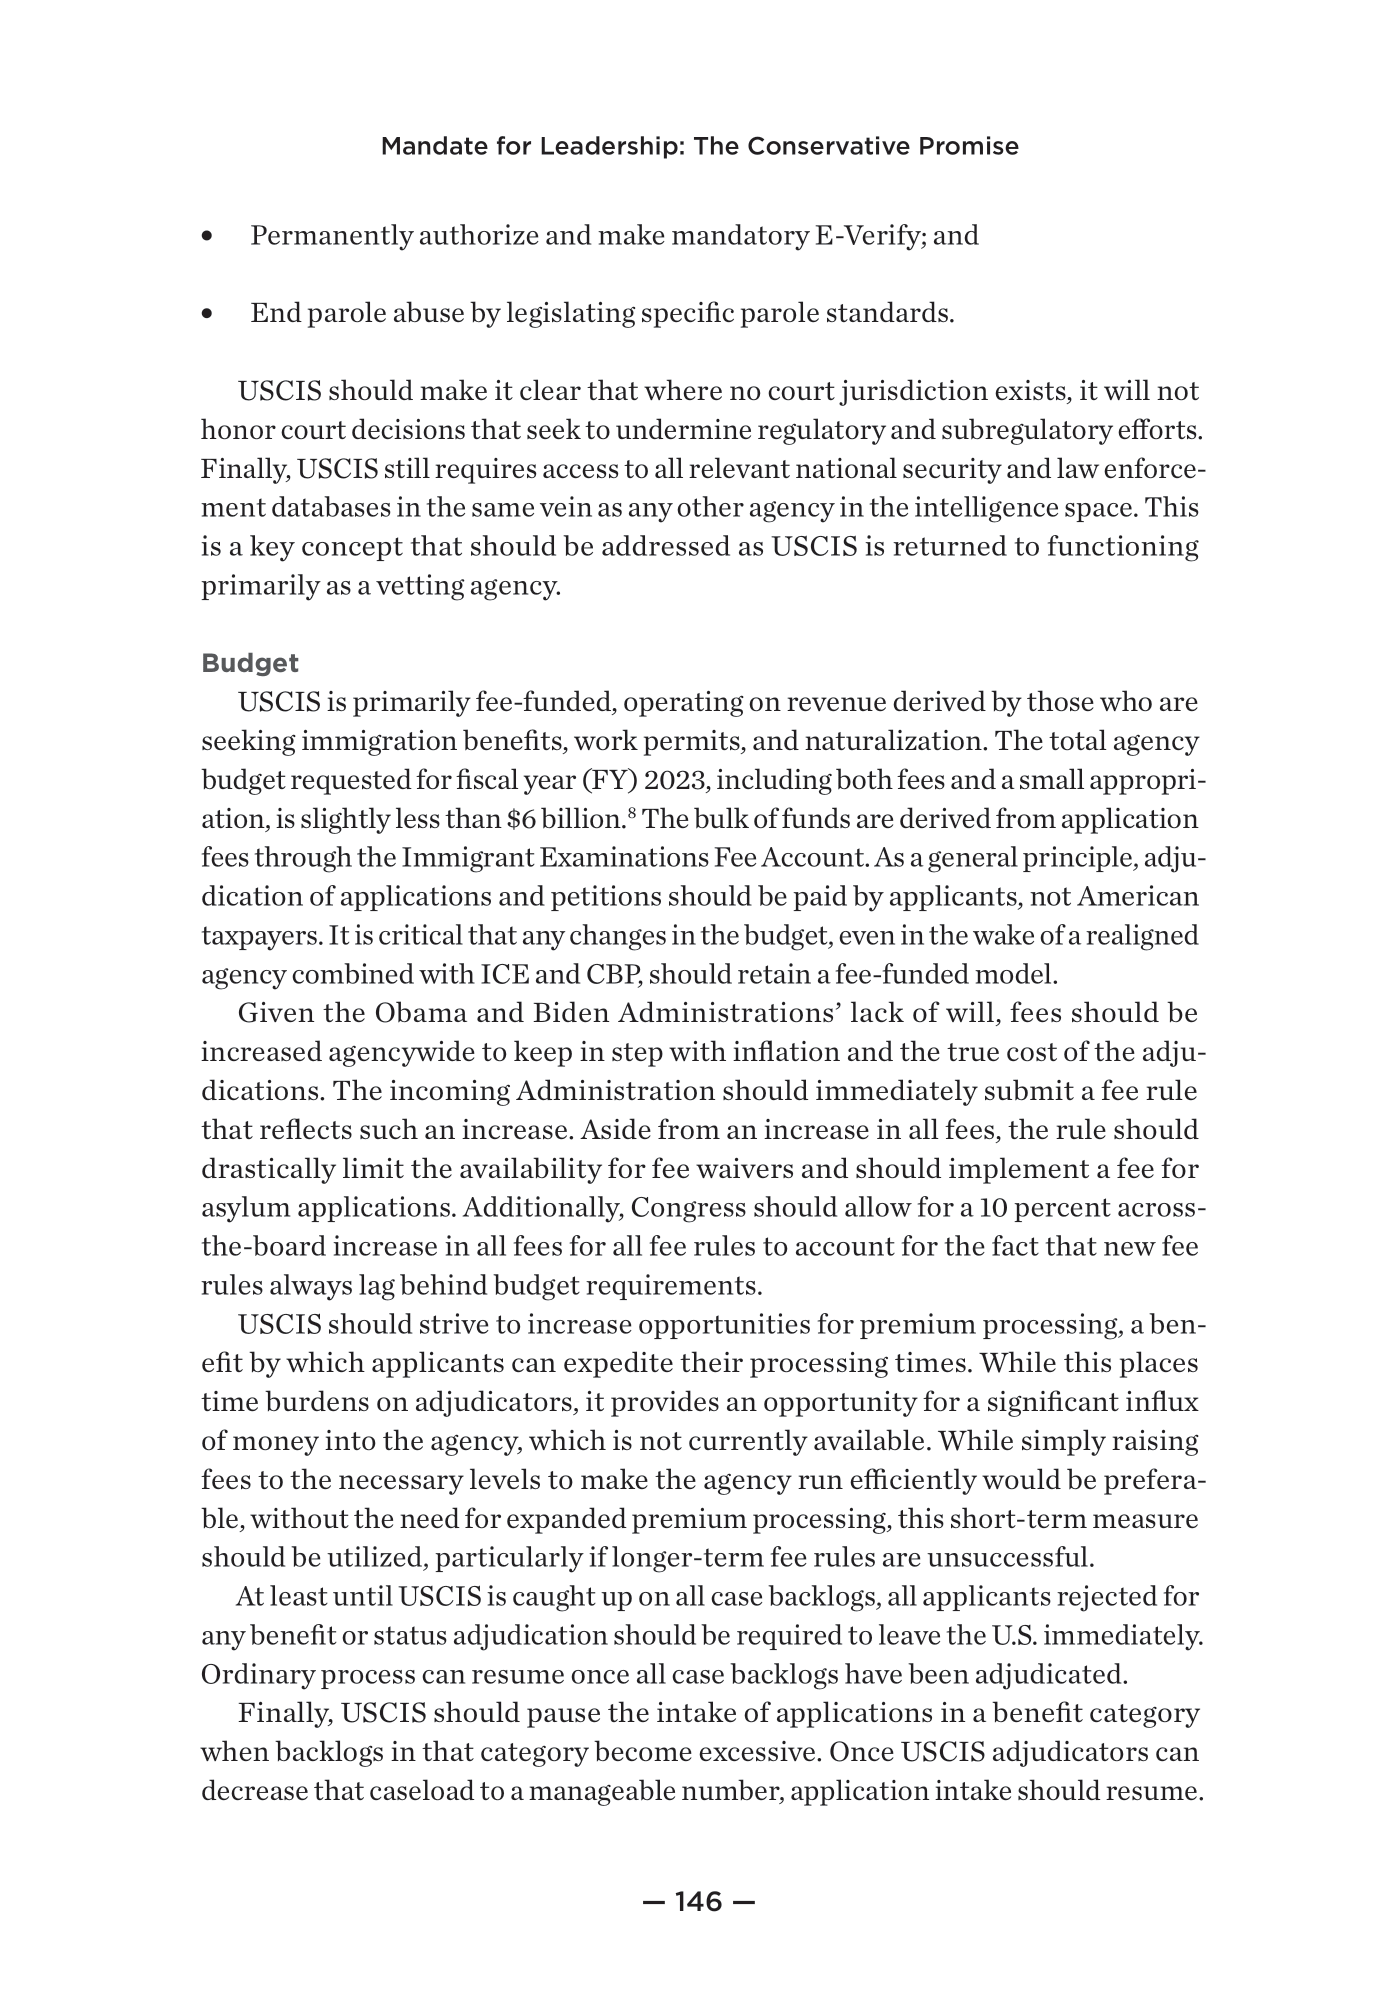 Mandate for Leadership: The Conservative Promise
• Permanently authorize and make mandatory E-Verify; and
• End parole abuse by legislating specific parole standards.
USCIS should make it clear that where no court jurisdiction exists, it will not
honor court decisions that seek to undermine regulatory and subregulatory efforts.
Finally, USCIS still requires access to all relevant national security and law enforce-
ment databases in the same vein as any other agency in the intelligence space. This
is a key concept that should be addressed as USCIS is returned to functioning
primarily as a vetting agency.
Budget
USCIS is primarily fee-funded, operating on revenue derived by those who are
seeking immigration benefits, work permits, and naturalization. The total agency
budget requested for fiscal year (FY) 2023, including both fees and a small appropri-
ation, is slightly less than $6 billion.⁸ The bulk of funds are derived from application
fees through the Immigrant Examinations Fee Account. As a general principle, adju-
dication of applications and petitions should be paid by applicants, not American
taxpayers. It is critical that any changes in the budget, even in the wake of a realigned
agency combined with ICE and CBP, should retain a fee-funded model.
Given the Obama and Biden Administrations’ lack of will, fees should be
increased agencywide to keep in step with inflation and the true cost of the adju-
dications. The incoming Administration should immediately submit a fee rule
that reflects such an increase. Aside from an increase in all fees, the rule should
drastically limit the availability for fee waivers and should implement a fee for
asylum applications. Additionally, Congress should allow for a 10 percent across-
the-board increase in all fees for all fee rules to account for the fact that new fee
rules always lag behind budget requirements.
USCIS should strive to increase opportunities for premium processing, a ben-
efit by which applicants can expedite their processing times. While this places
time burdens on adjudicators, it provides an opportunity for a significant influx
of money into the agency, which is not currently available. While simply raising
fees to the necessary levels to make the agency run efficiently would be prefera-
ble, without the need for expanded premium processing, this short-term measure
should be utilized, particularly if longer-term fee rules are unsuccessful.
At least until USCIS is caught up on all case backlogs, all applicants rejected for
any benefit or status adjudication should be required to leave the U.S. immediately.
Ordinary process can resume once all case backlogs have been adjudicated.
Finally, USCIS should pause the intake of applications in a benefit category
when backlogs in that category become excessive. Once USCIS adjudicators can
decrease that caseload to a manageable number, application intake should resume.
— 146 —